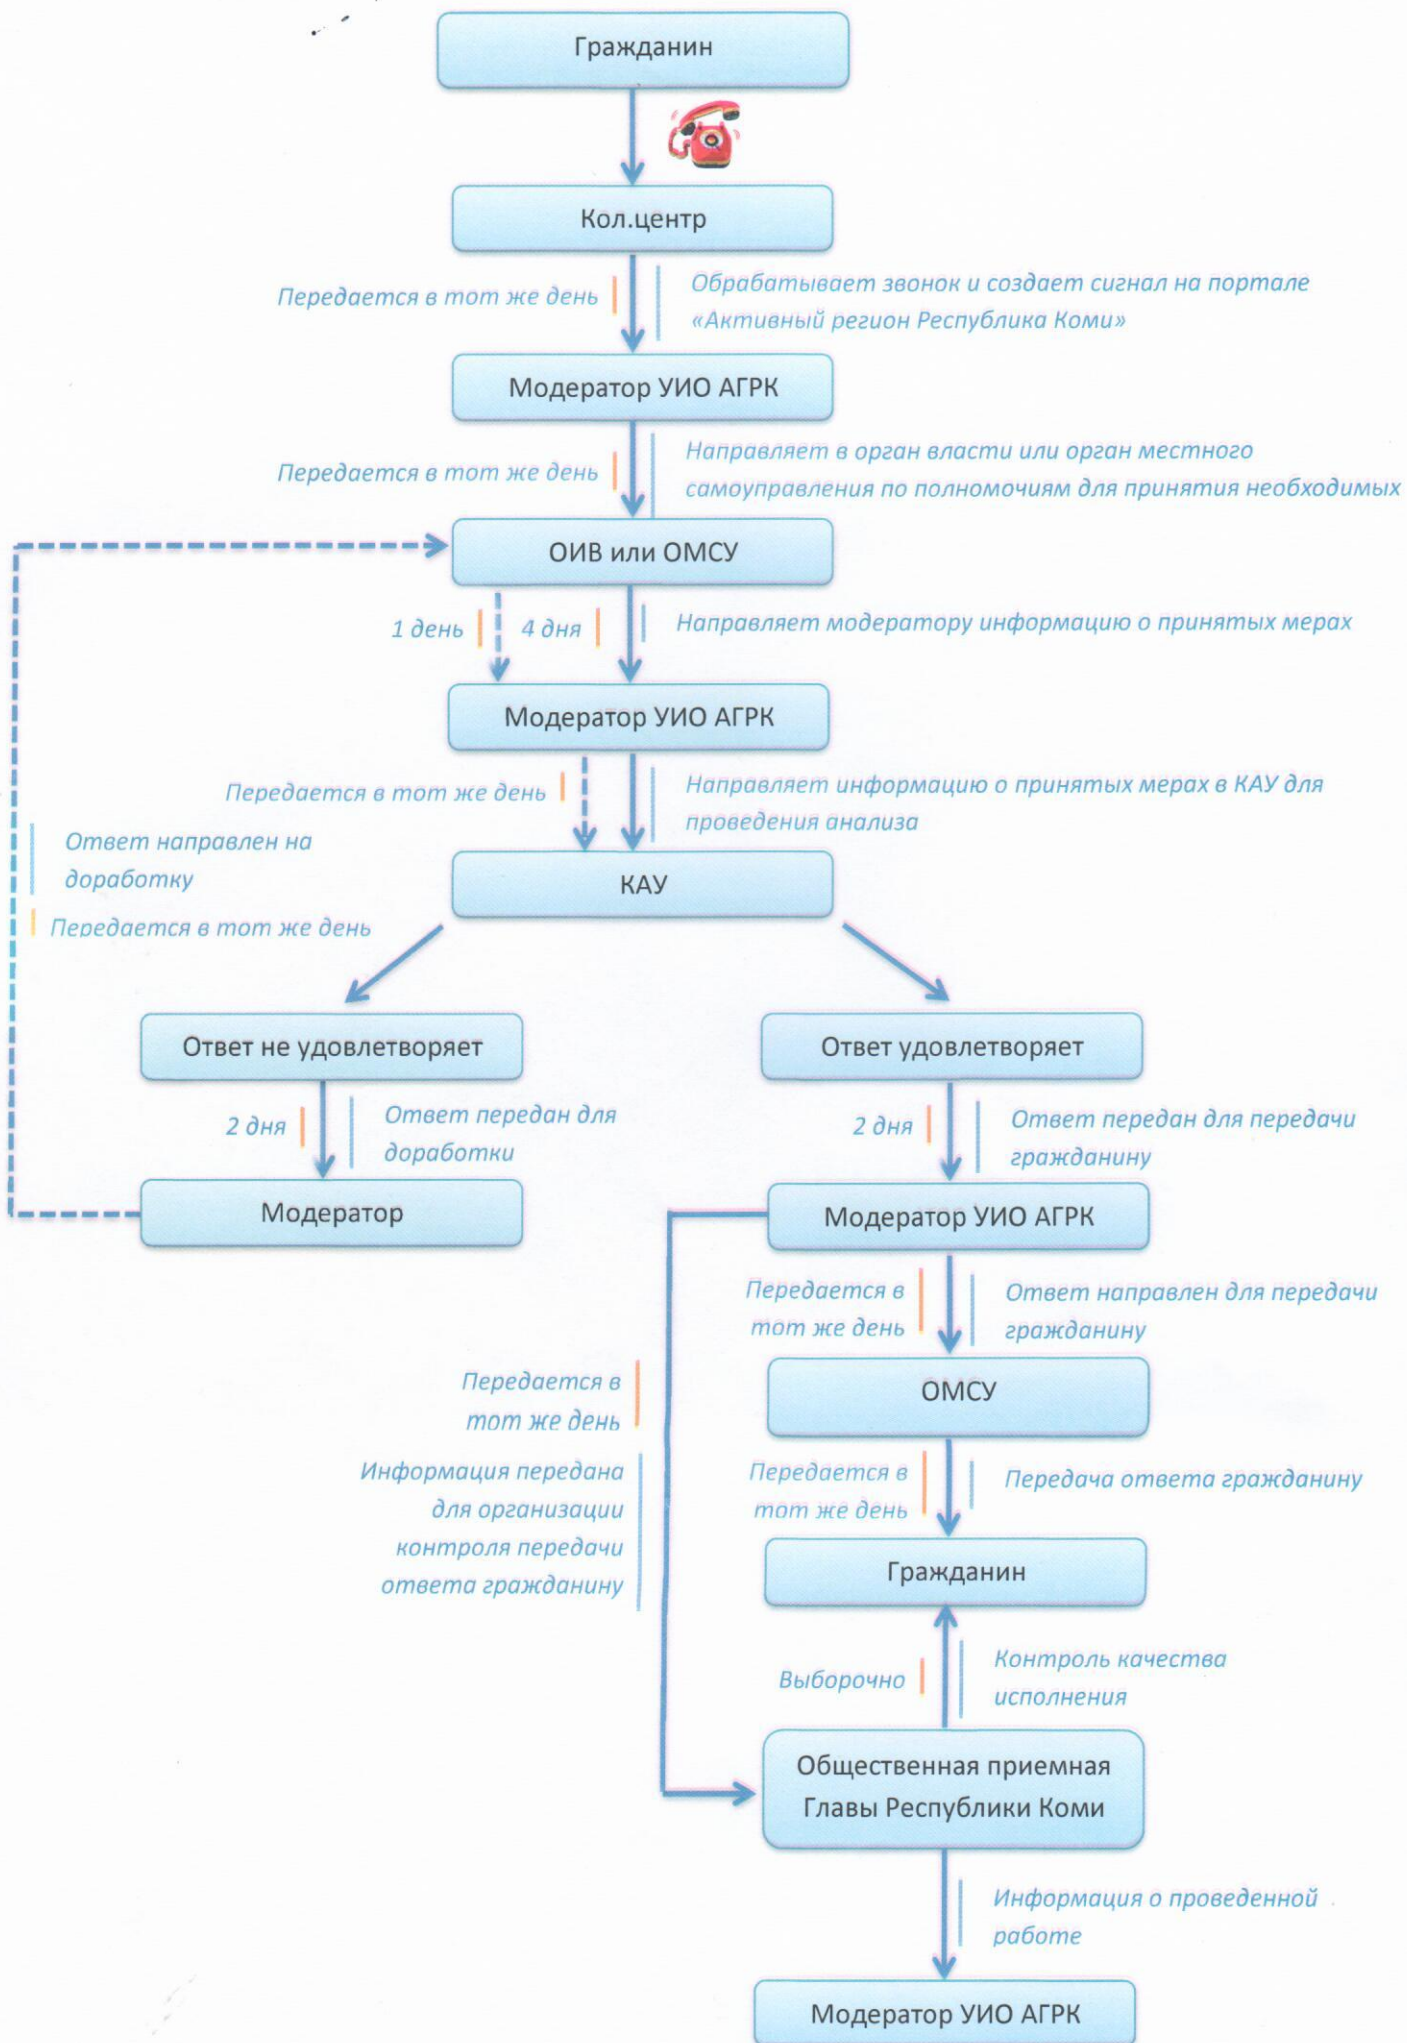 Гражданин
Кол.центр
Передается в тот же день
Обрабатывает звонок и создает сигнал на портале
«Активный регион Республика Коми»
Модератор УИО АГРК
Передается в тот же день
Направляет в орган власти или орган местного
самоуправления по полномочиям для принятия необходимых
ОИВ или ОМСУ
1 день
4 дня
Направляет модератору информацию о принятых мерах
Модератор УИО АГРК
Передается в тот же день
Направляет информацию о принятых мерах в КАУ для
проведения анализа
Ответ направлен на
доработку
Передается в тот же день
КАУ
Ответ не удовлетворяет
2 дня
Ответ передан для
доработки
Модератор
Ответ удовлетворяет
2 дня
Ответ передан для передачи
гражданину
Модератор УИО АГРК
Передается в
тот же день
Ответ направлен для передачи
гражданину
ОМСУ
Передается в
тот же день
Информация передана
для организации
контроля передачи
ответа гражданину
Передается в
тот же день
Передача ответа гражданину
Гражданин
Выборочно
Контроль качества
исполнения
Общественная приемная
Главы Республики Коми
Информация о проведенной
работе
Модератор УИО АГРК